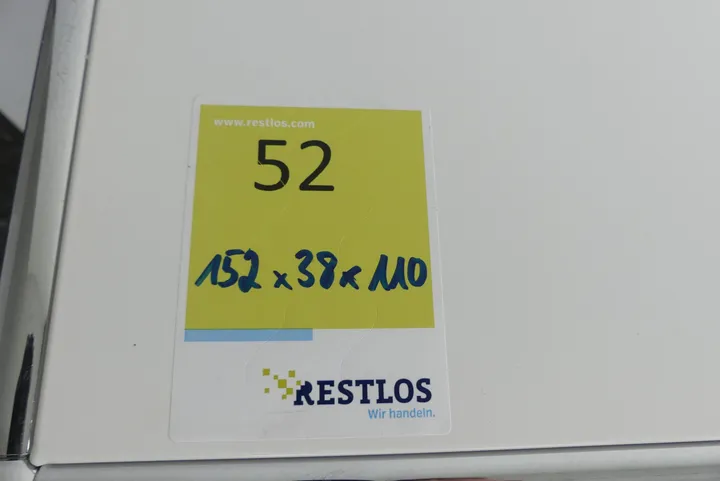 www.restlos.com
52
152 x 38 x 110
RESTLOS
Wir handeln.